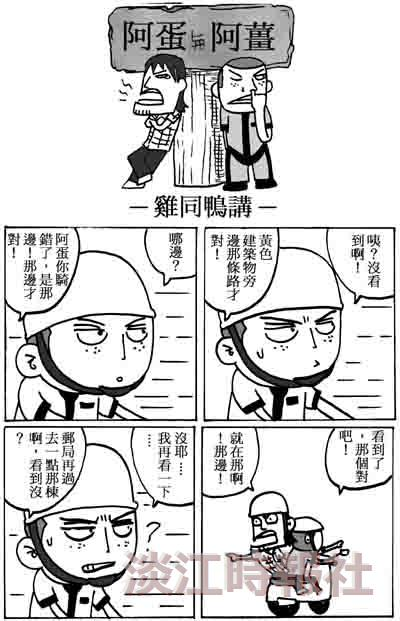 阿蛋與阿薑
－雞同鴨講－
阿蛋你騎
錯了，是那
邊！那邊才
對！
哪邊？
黃色
建築物旁
邊那條路才
對！
咦？沒看
到啊！
郵局再過
去一點那棟
啊，看到沒
？
沒耶……
我再看一下
……
就在那啊
！那邊！
看到了
，那個對
吧！
淡江時報社